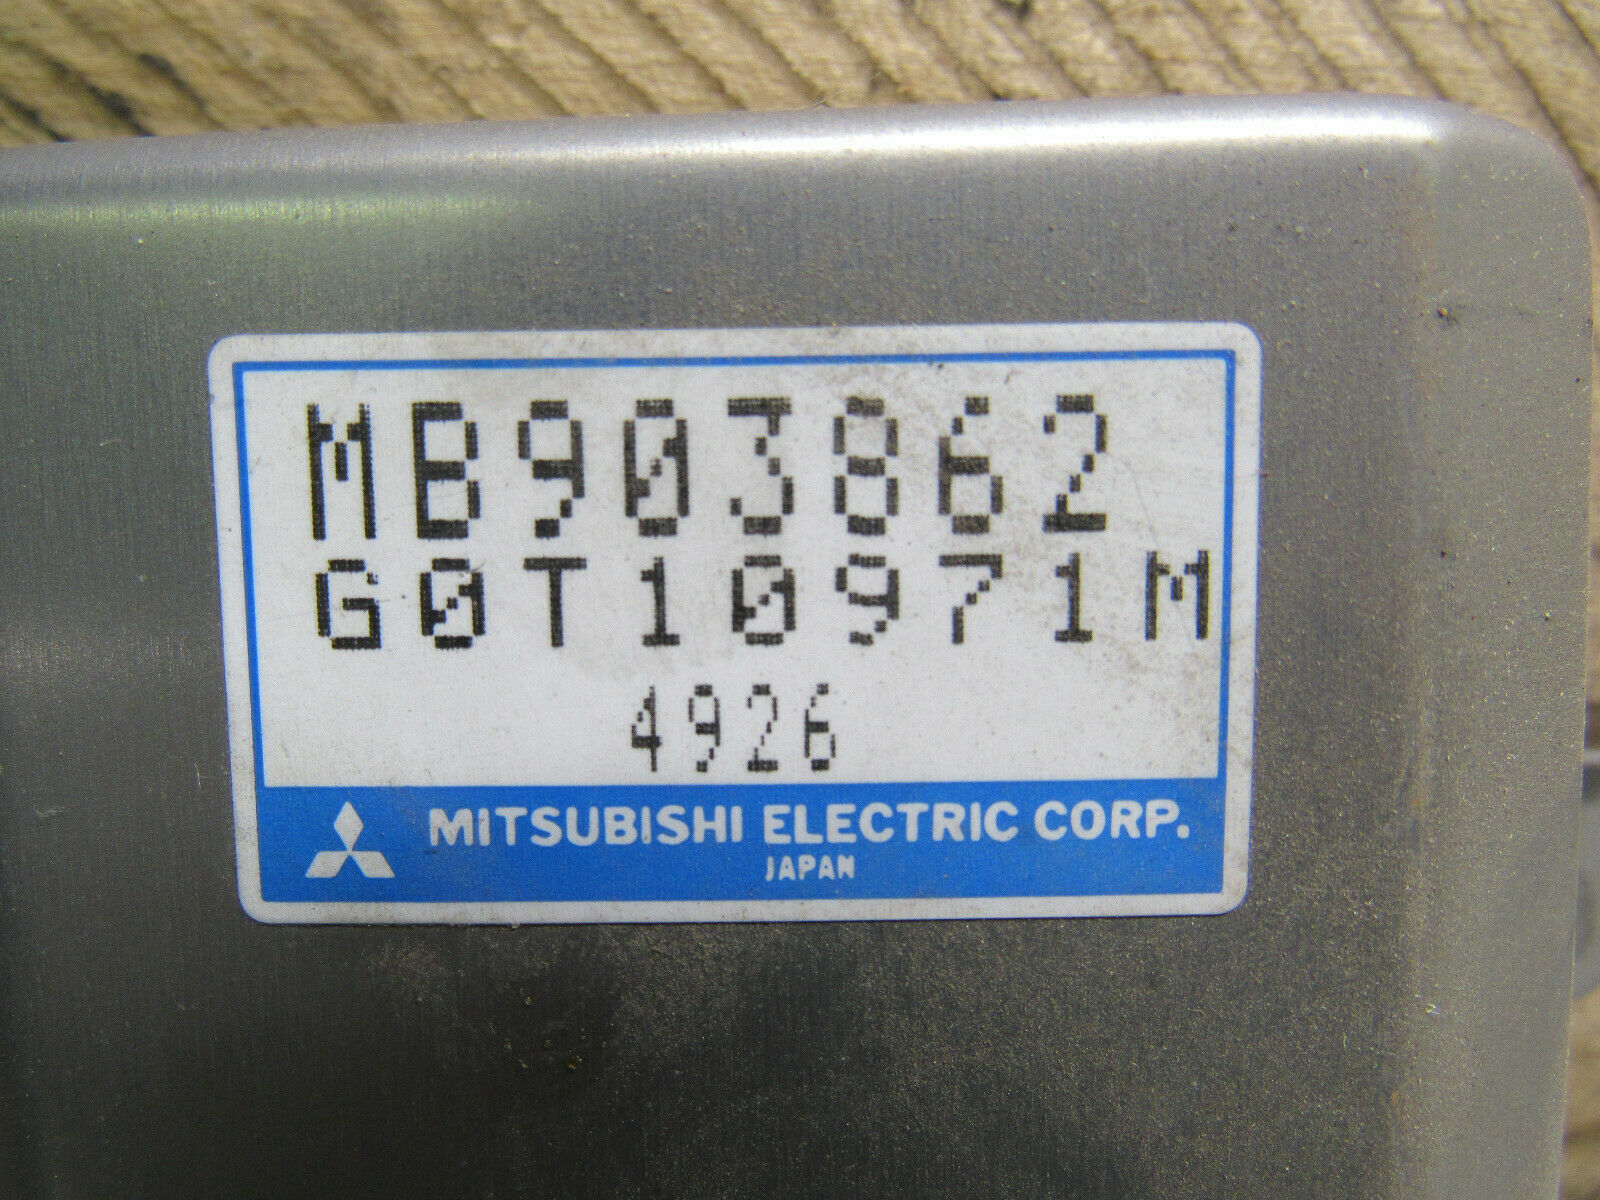 MB903862
G0T10971M
4926
MITSUBISHI ELECTRIC CORP.
JAPAN